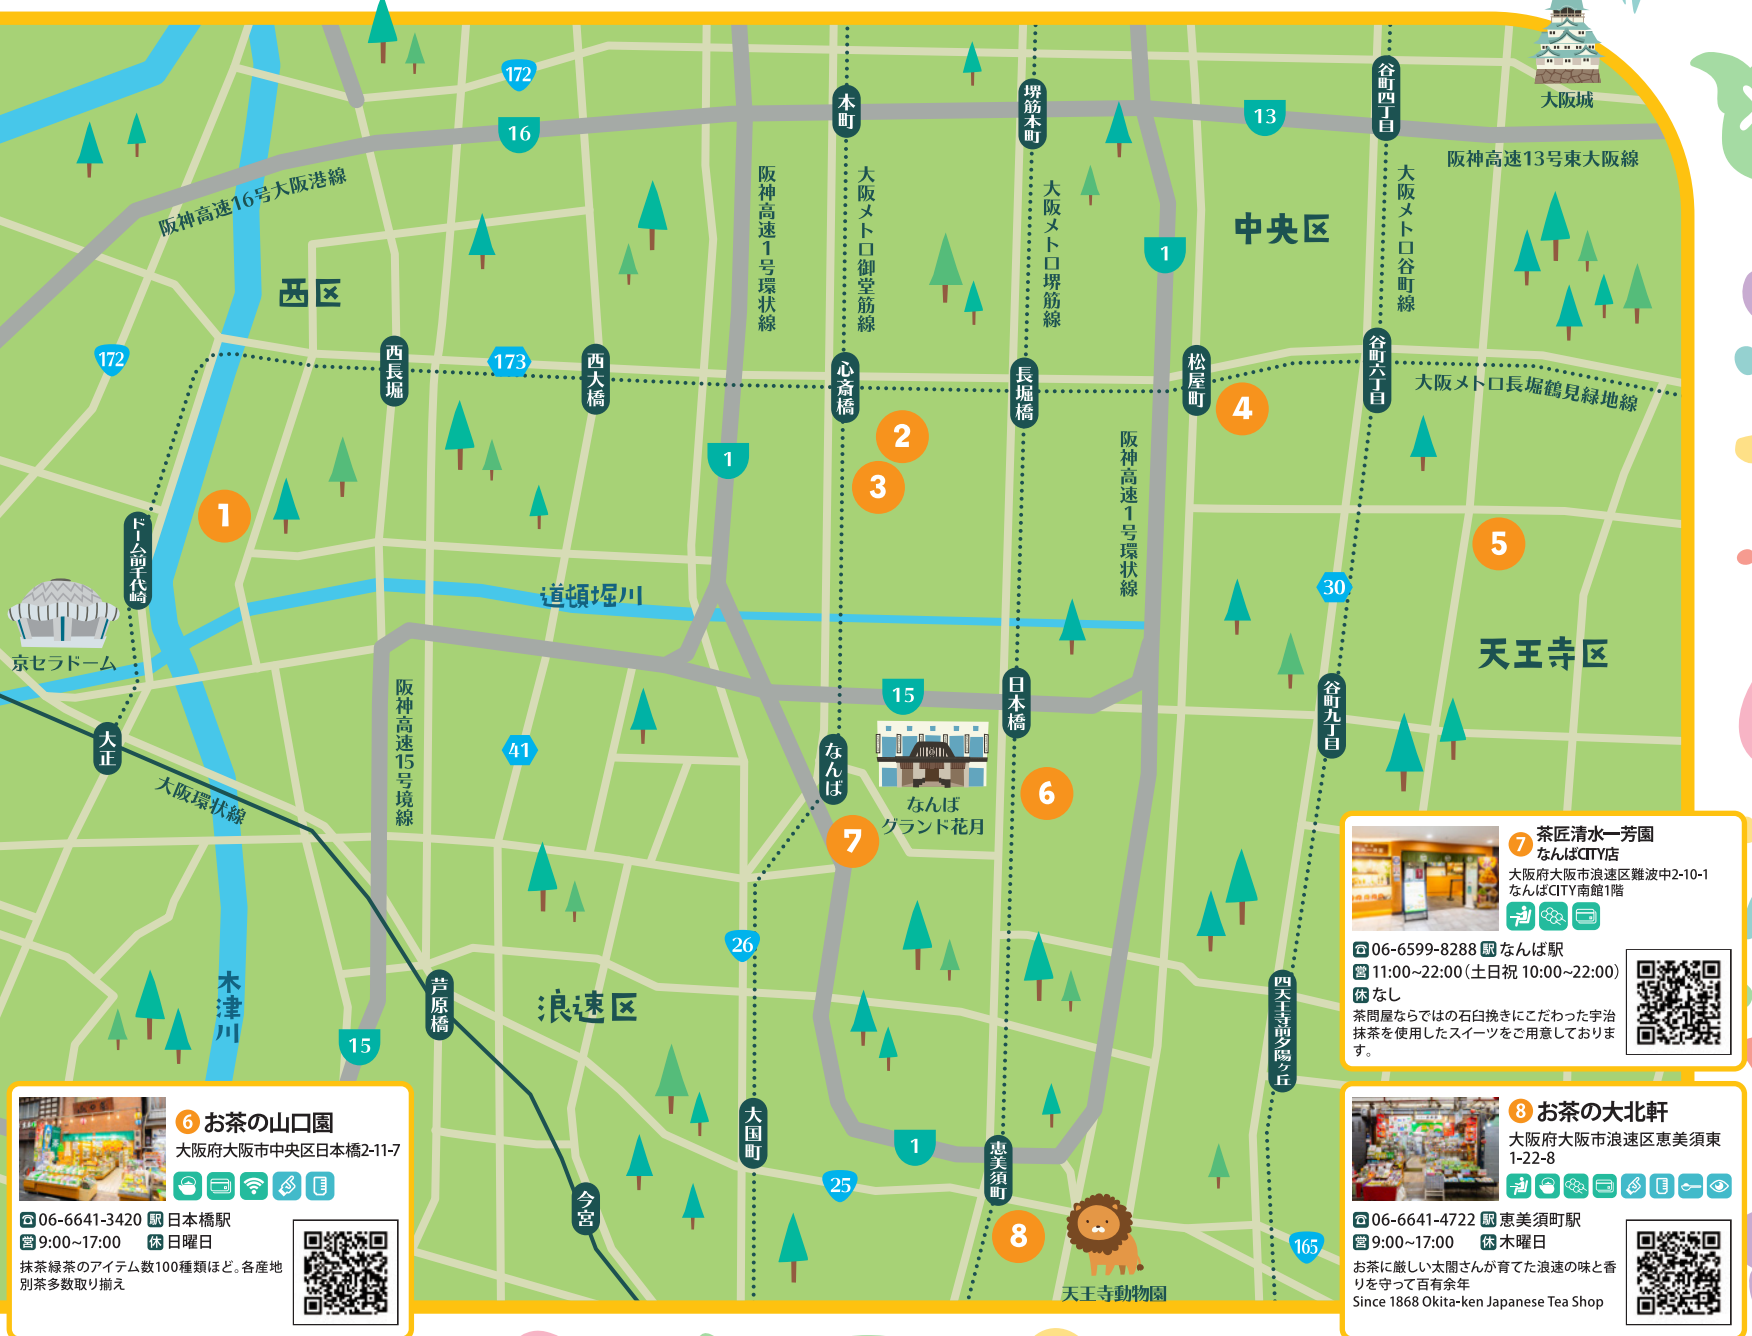 大阪城
172
16
本町
堺筋本町
13
谷町四丁目
阪神高速13号東大阪線
阪神高速16号大阪港線
阪神高速1号環状線
大阪メトロ御堂筋線
大阪メトロ堺筋線
1
中央区
大阪メトロ谷町線
西区
172
西長堀
173
西大橋
心斎橋
長堀橋
松屋町
谷町六丁目
大阪メトロ長堀鶴見緑地線
4
2
3
1
阪神高速1号環状線
1
ドーム前千代崎
5
京セラドーム
道頓堀川
30
天王寺区
大正
阪神高速15号堺線
15
日本橋
谷町九丁目
41
なんば
なんば
グランド花月
6
7
大阪環状線
木津川
26
芦原橋
浪速区
15
四天王寺前夕陽ヶ丘
大国町
1
恵美須町
25
今宮
8
天王寺動物園
165
7 茶匠清水一芳園
なんばCITY店
大阪府大阪市浪速区難波中2-10-1
なんばCITY南館1階
06-6599-8288 駅 なんば駅
営 11:00~22:00(土日祝 10:00~22:00)
休 なし
茶問屋ならではの石臼挽きにこだわった宇治
抹茶を使用したスイーツをご用意しておりま
す。
6 お茶の山口園
大阪府大阪市中央区日本橋2-11-7
06-6641-3420 駅 日本橋駅
営 9:00~17:00 休 日曜日
抹茶緑茶のアイテム数100種類ほど。各産地
別茶多数取り揃え
8 お茶の大北軒
大阪府大阪市浪速区恵美須東
1-22-8
06-6641-4722 駅 恵美須町駅
営 9:00~17:00 休 木曜日
お茶に厳しい太閤さんが育てた浪速の味と香
りを守って百有余年
Since 1868 Okita-ken Japanese Tea Shop